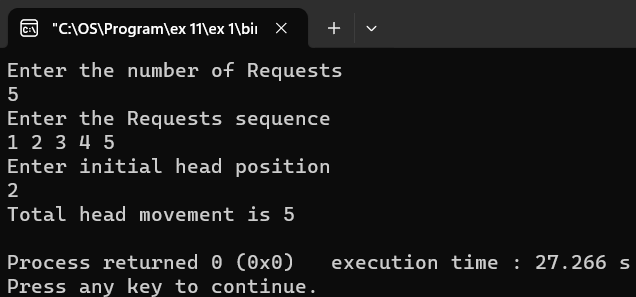 "C:\OS\Program\ex 11\ex 1\bin
Enter the number of Requests
5
Enter the Requests sequence
1 2 3 4 5
Enter initial head position
2
Total head movement is 5
Process returned 0 (0x0)   execution time : 27.266 s
Press any key to continue.